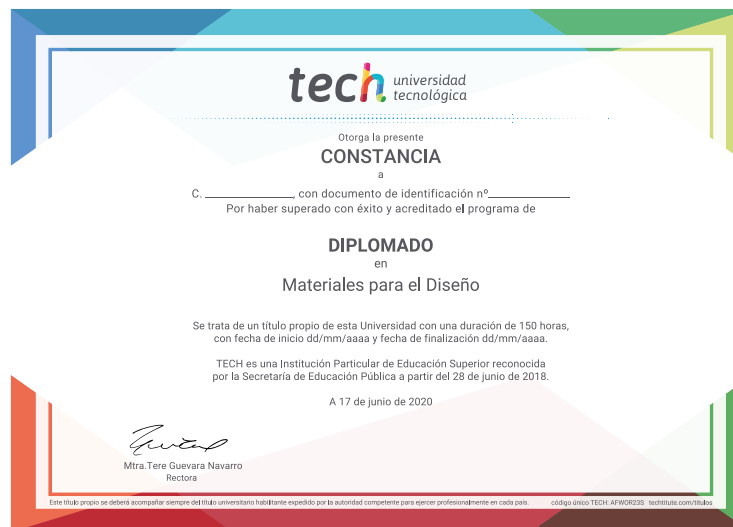 tech universidad
tecnológica
Otorga la presente
CONSTANCIA
a
C. ______________, con documento de identificación nº______________
Por haber superado con éxito y acreditado el programa de
DIPLOMADO
en
Materiales para el Diseño
Se trata de un título propio de esta Universidad con una duración de 150 horas,
con fecha de inicio dd/mm/aaaa y fecha de finalización dd/mm/aaaa.
TECH es una Institución Particular de Educación Superior reconocida
por la Secretaría de Educación Pública a partir del 28 de junio de 2018.
A 17 de junio de 2020
Mtra.Tere Guevara Navarro
Rectora
Este título propio se deberá acompañar siempre del título universitario habilitante expedido por la autoridad competente para ejercer profesionalmente en cada país. código único TECH: AFWOR23S techtitute.com/titulos